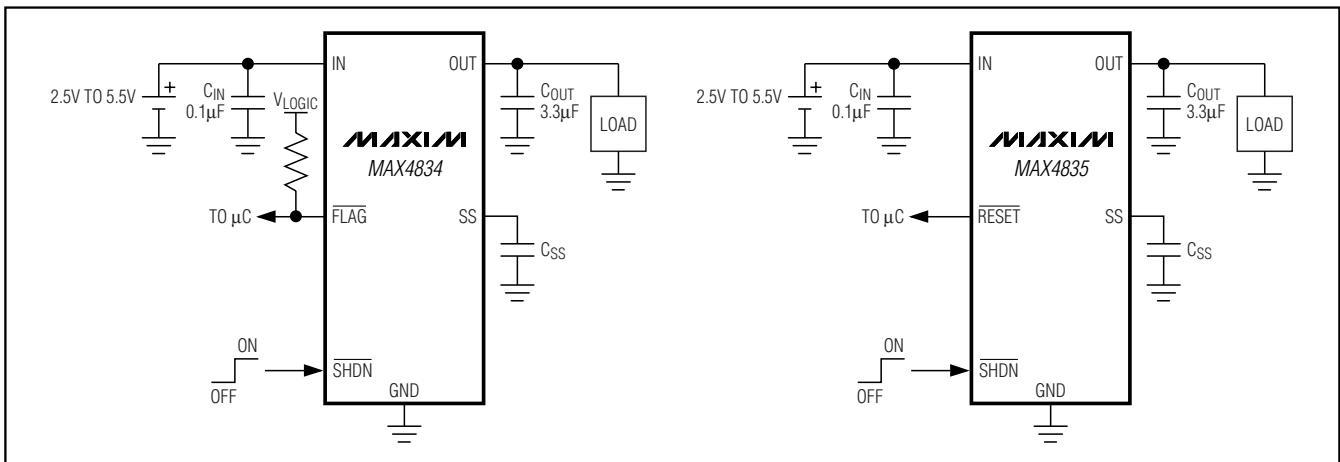 IN
OUT
2.5V TO 5.5V
+
CIN
0.1µF
VLOGIC
COUT
3.3µF
LOAD
MAXIM
MAX4834
TO µC
FLAG
SS
CSS
ON
OFF
SHDN
GND
IN
OUT
2.5V TO 5.5V
+
CIN
0.1µF
COUT
3.3µF
LOAD
MAXIM
MAX4835
TO µC
RESET
SS
CSS
ON
OFF
SHDN
GND